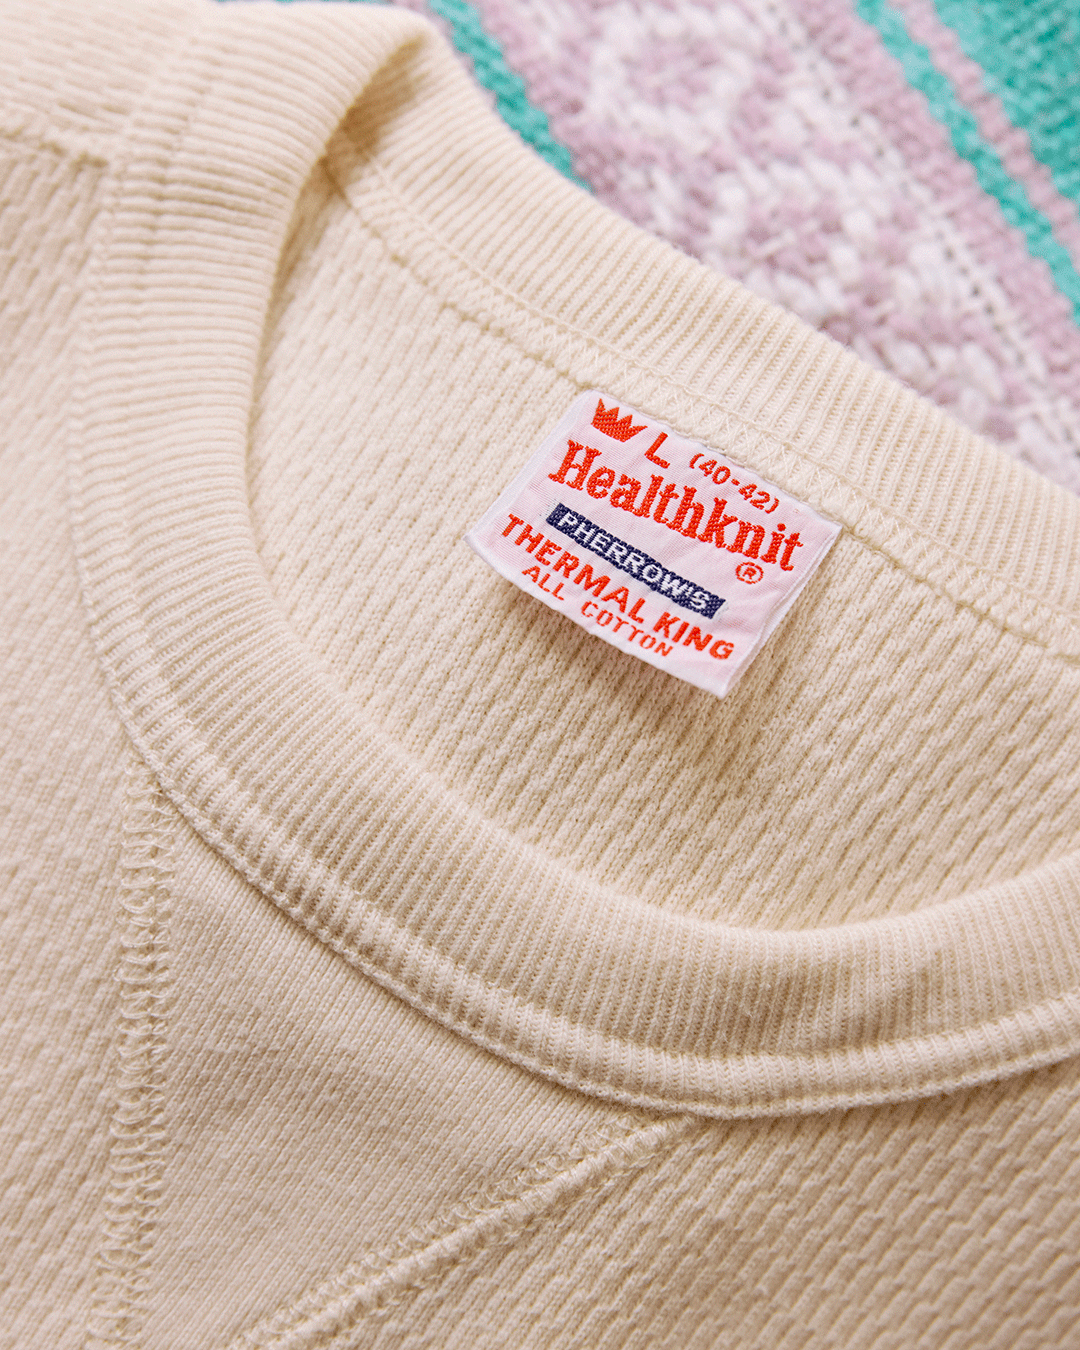 L (40-42)
Healthknit
®
PHERROW'S
THERMAL KING
ALL COTTON